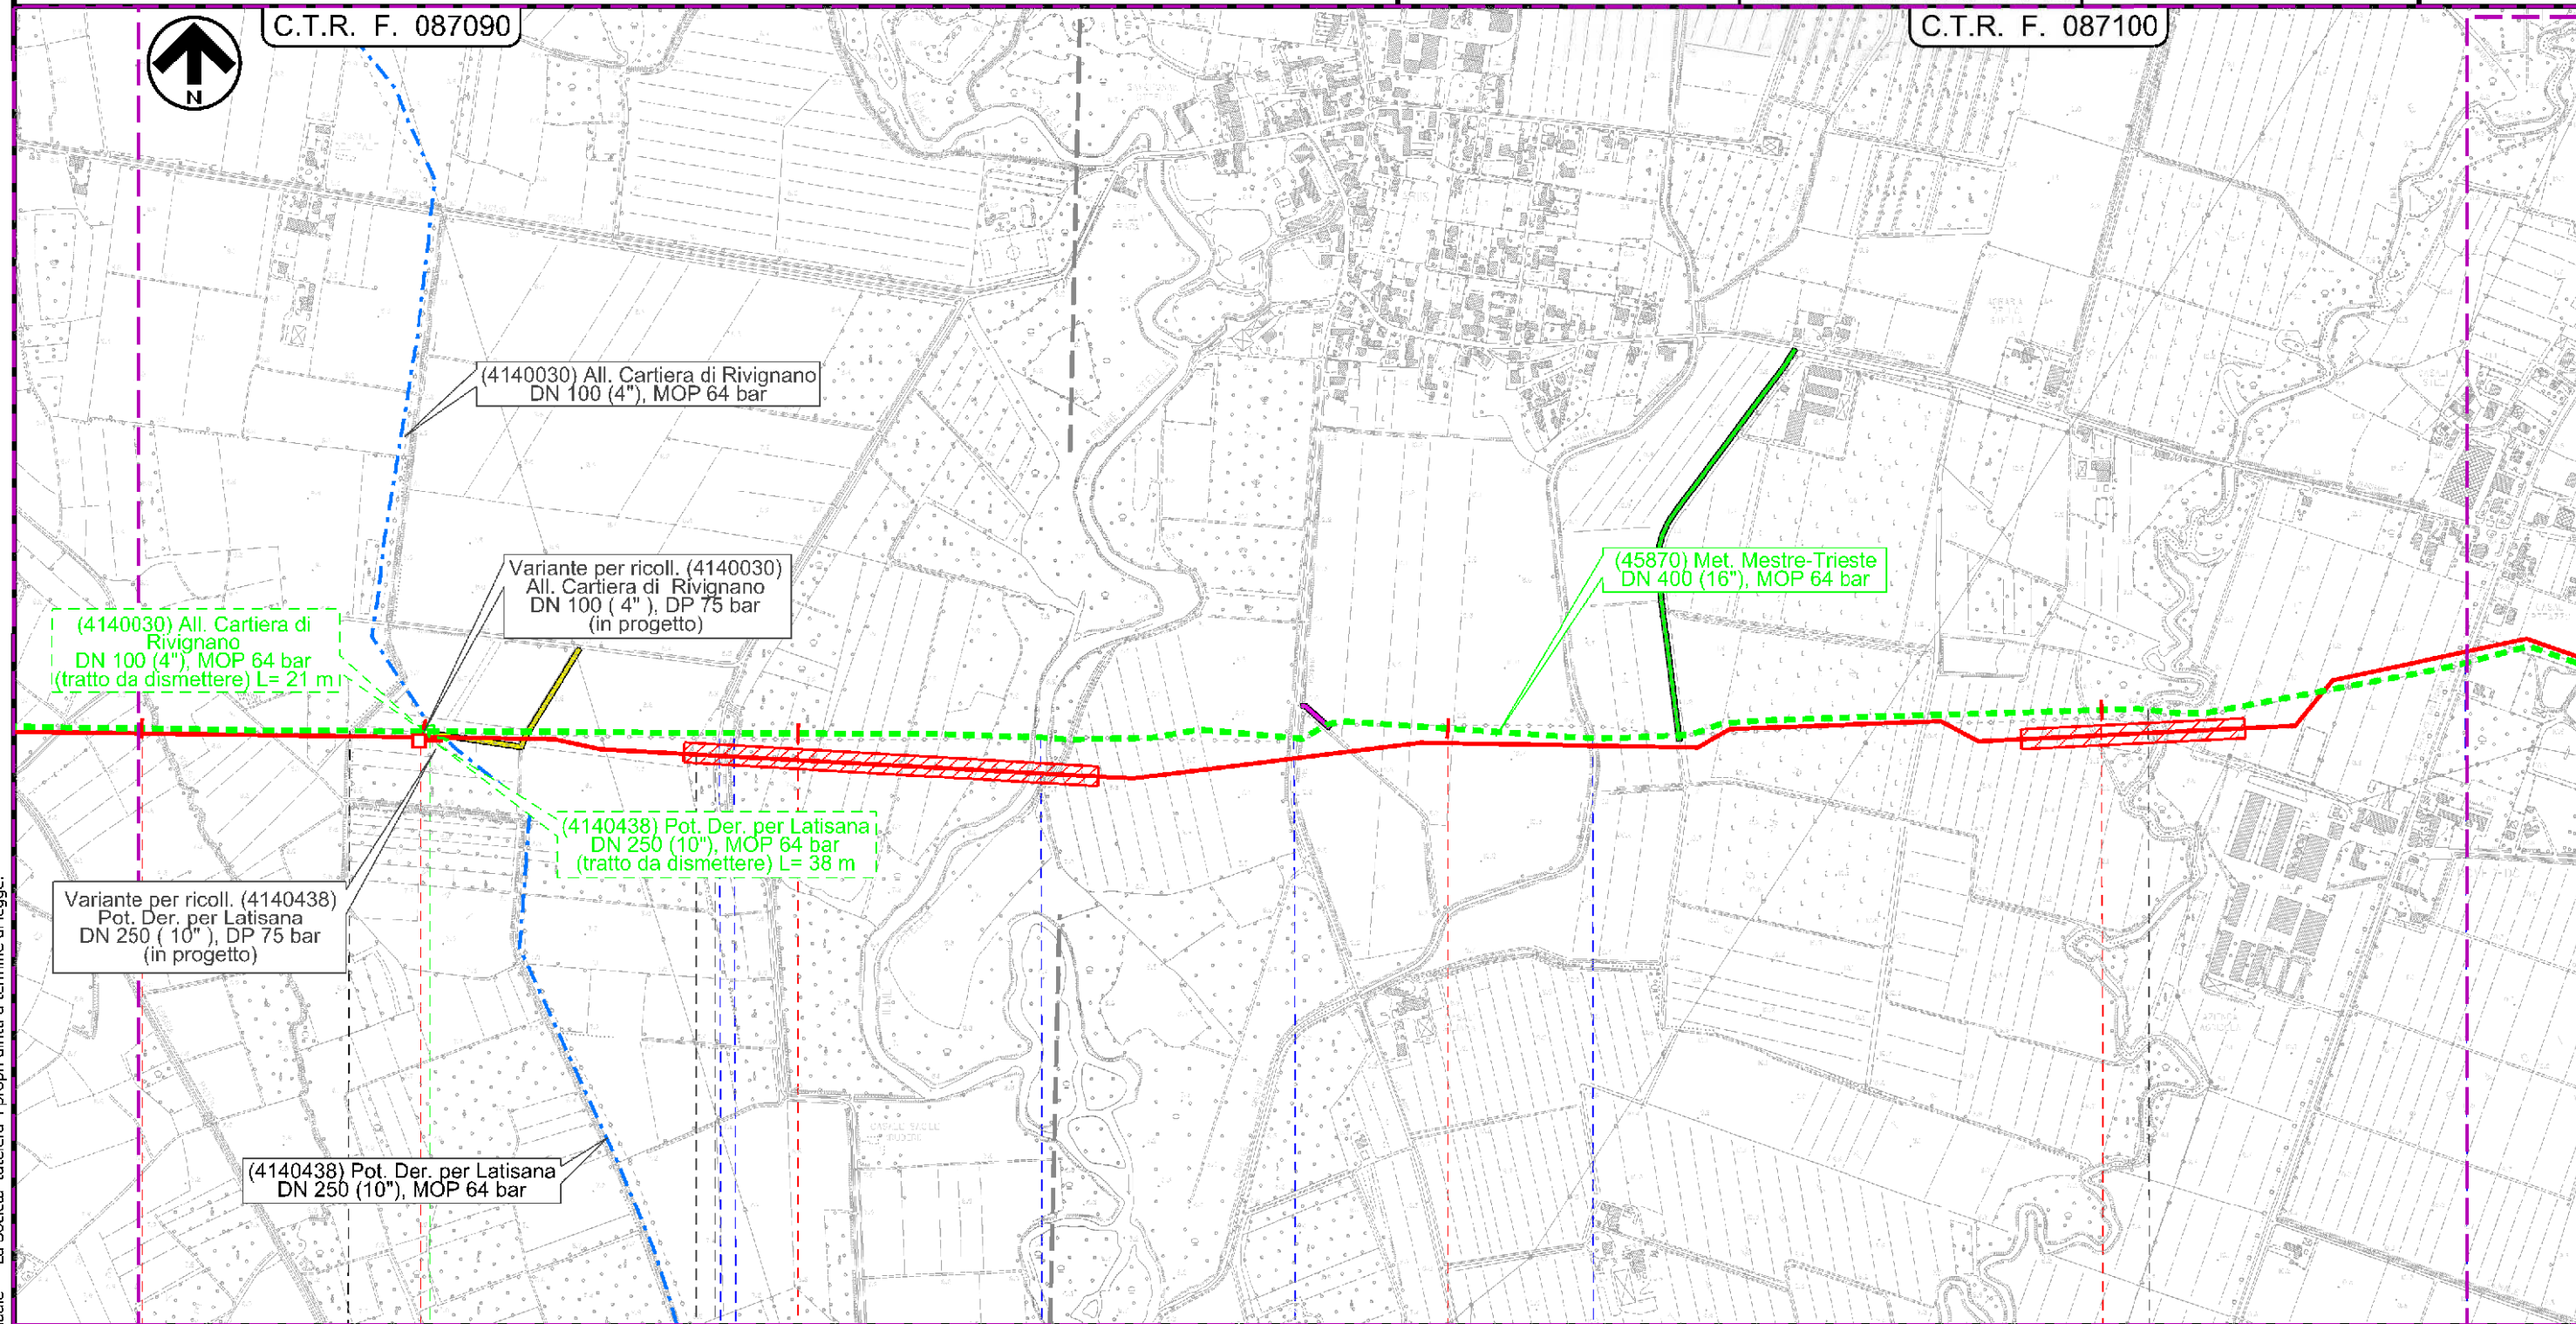 C.T.R. F. 087090
C.T.R. F. 087100
N
(4140030) All. Cartiera di Rivignano
DN 100 (4"), MOP 64 bar
Variante per ricoll. (4140030)
All. Cartiera di Rivignano
DN 100 ( 4" ), DP 75 bar
(in progetto)
(45870) Met. Mestre-Trieste
DN 400 (16"), MOP 64 bar
(4140030) All. Cartiera di
Rivignano
DN 100 (4"), MOP 64 bar
(tratto da dismettere) L= 21 m
(4140438) Pot. Der. per Latisana
DN 250 (10"), MOP 64 bar
(tratto da dismettere) L= 38 m
Variante per ricoll. (4140438)
Pot. Der. per Latisana
DN 250 ( 10" ), DP 75 bar
(in progetto)
(4140438) Pot. Der. per Latisana
DN 250 (10"), MOP 64 bar